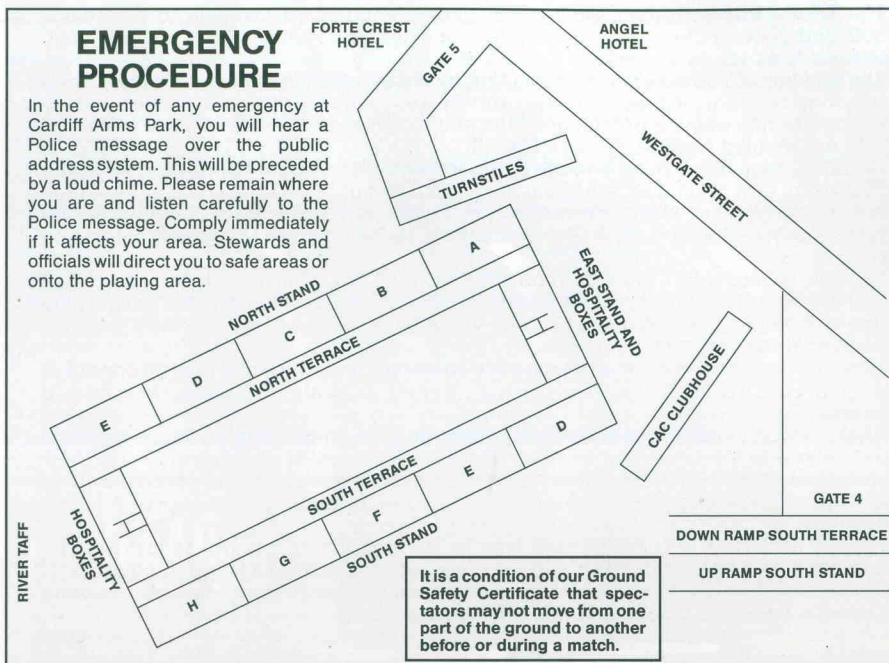 EMERGENCY
PROCEDURE
In the event of any emergency at
Cardiff Arms Park, you will hear a
Police message over the public
address system. This will be preceded
by a loud chime. Please remain where
you are and listen carefully to the
Police message. Comply immediately
if it affects your area. Stewards and
officials will direct you to safe areas or
onto the playing area.
FORTE CREST
HOTEL
GATE 5
ANGEL
HOTEL
WESTGATE STREET
TURNSTILES
NORTH STAND
A
B
C
D
E
NORTH TERRACE
EAST STAND AND
HOSPITALITY
BOXES
CAC CLUBHOUSE
SOUTH TERRACE
D
E
F
G
H
SOUTH STAND
HOSPITALITY
BOXES
RIVER TAFF
GATE 4
DOWN RAMP SOUTH TERRACE
UP RAMP SOUTH STAND
It is a condition of our Ground
Safety Certificate that spec-
tators may not move from one
part of the ground to another
before or during a match.